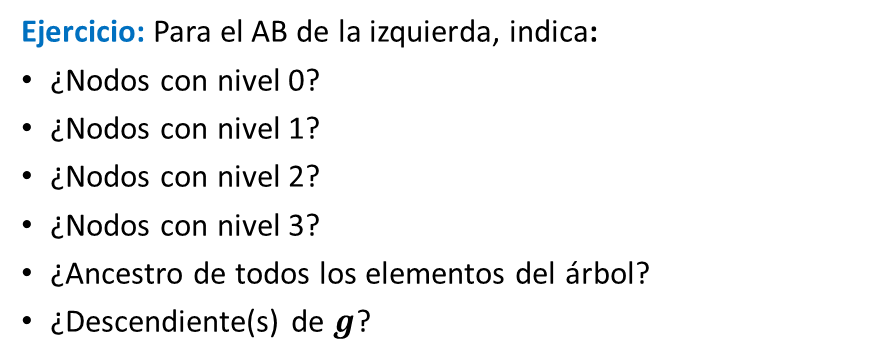 Ejercicio: Para el AB de la izquierda, indica:
• ¿Nodos con nivel 0?
• ¿Nodos con nivel 1?
• ¿Nodos con nivel 2?
• ¿Nodos con nivel 3?
• ¿Ancestro de todos los elementos del árbol?
• ¿Descendiente(s) de g?